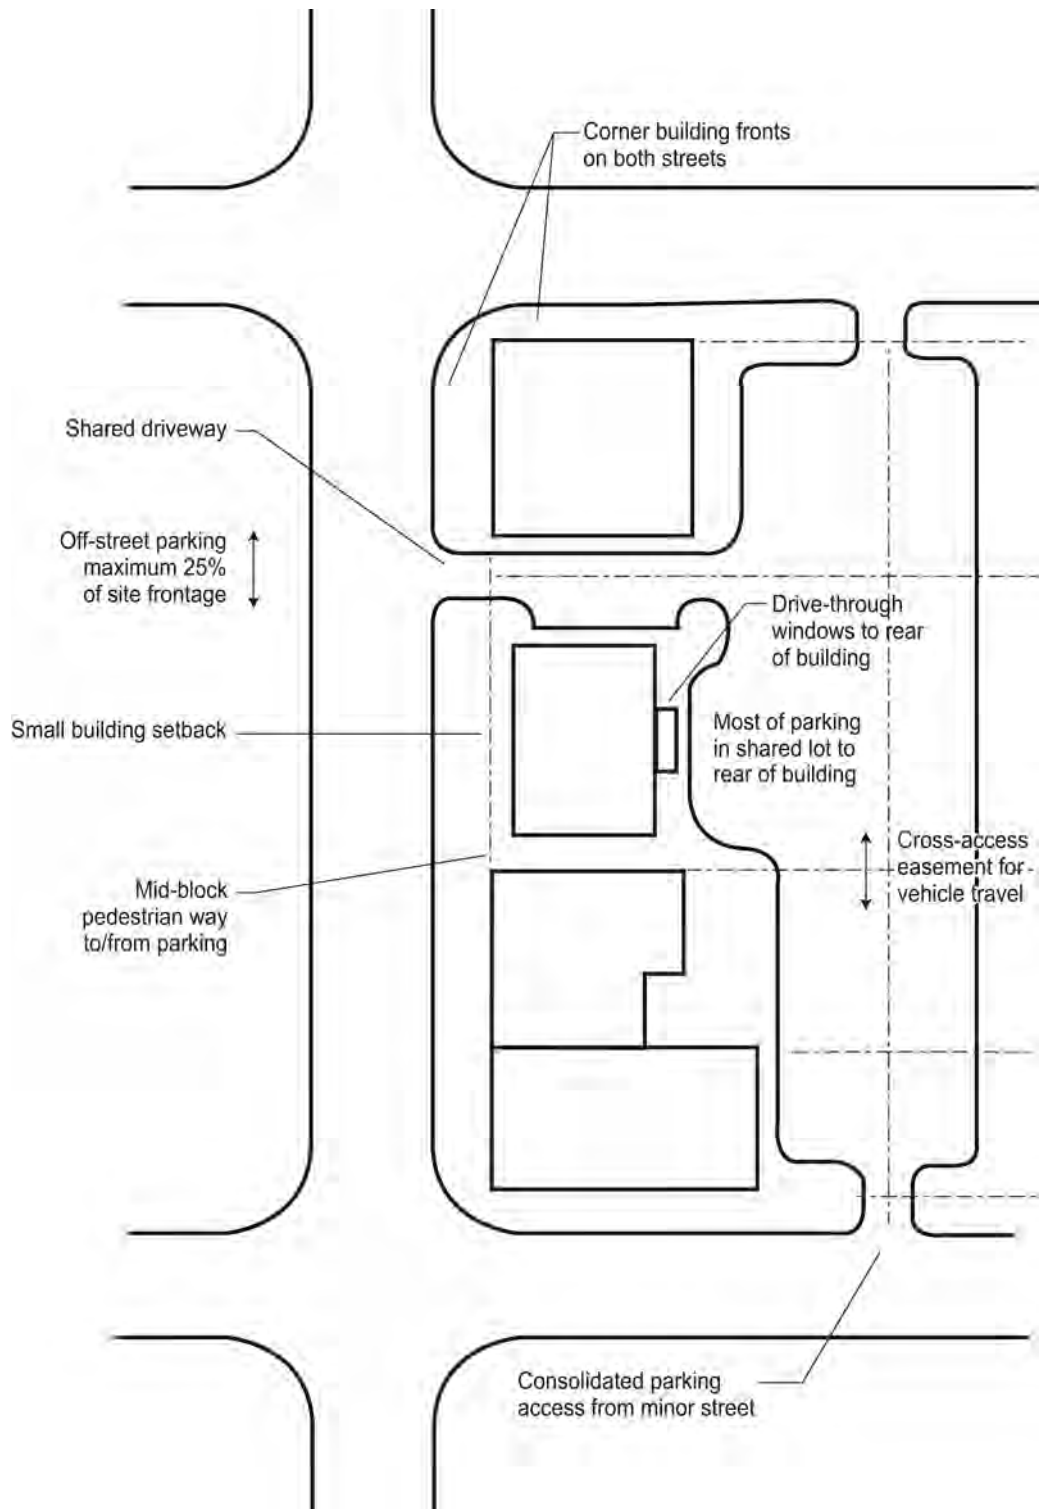 Corner building fronts
on both streets
Shared driveway
Off-street parking
maximum 25%
of site frontage
Drive-through
windows to rear
of building
Small building setback
Most of parking
in shared lot to
rear of building
Cross-access
easement for
vehicle travel
Mid-block
pedestrian way
to/from parking
Consolidated parking
access from minor street